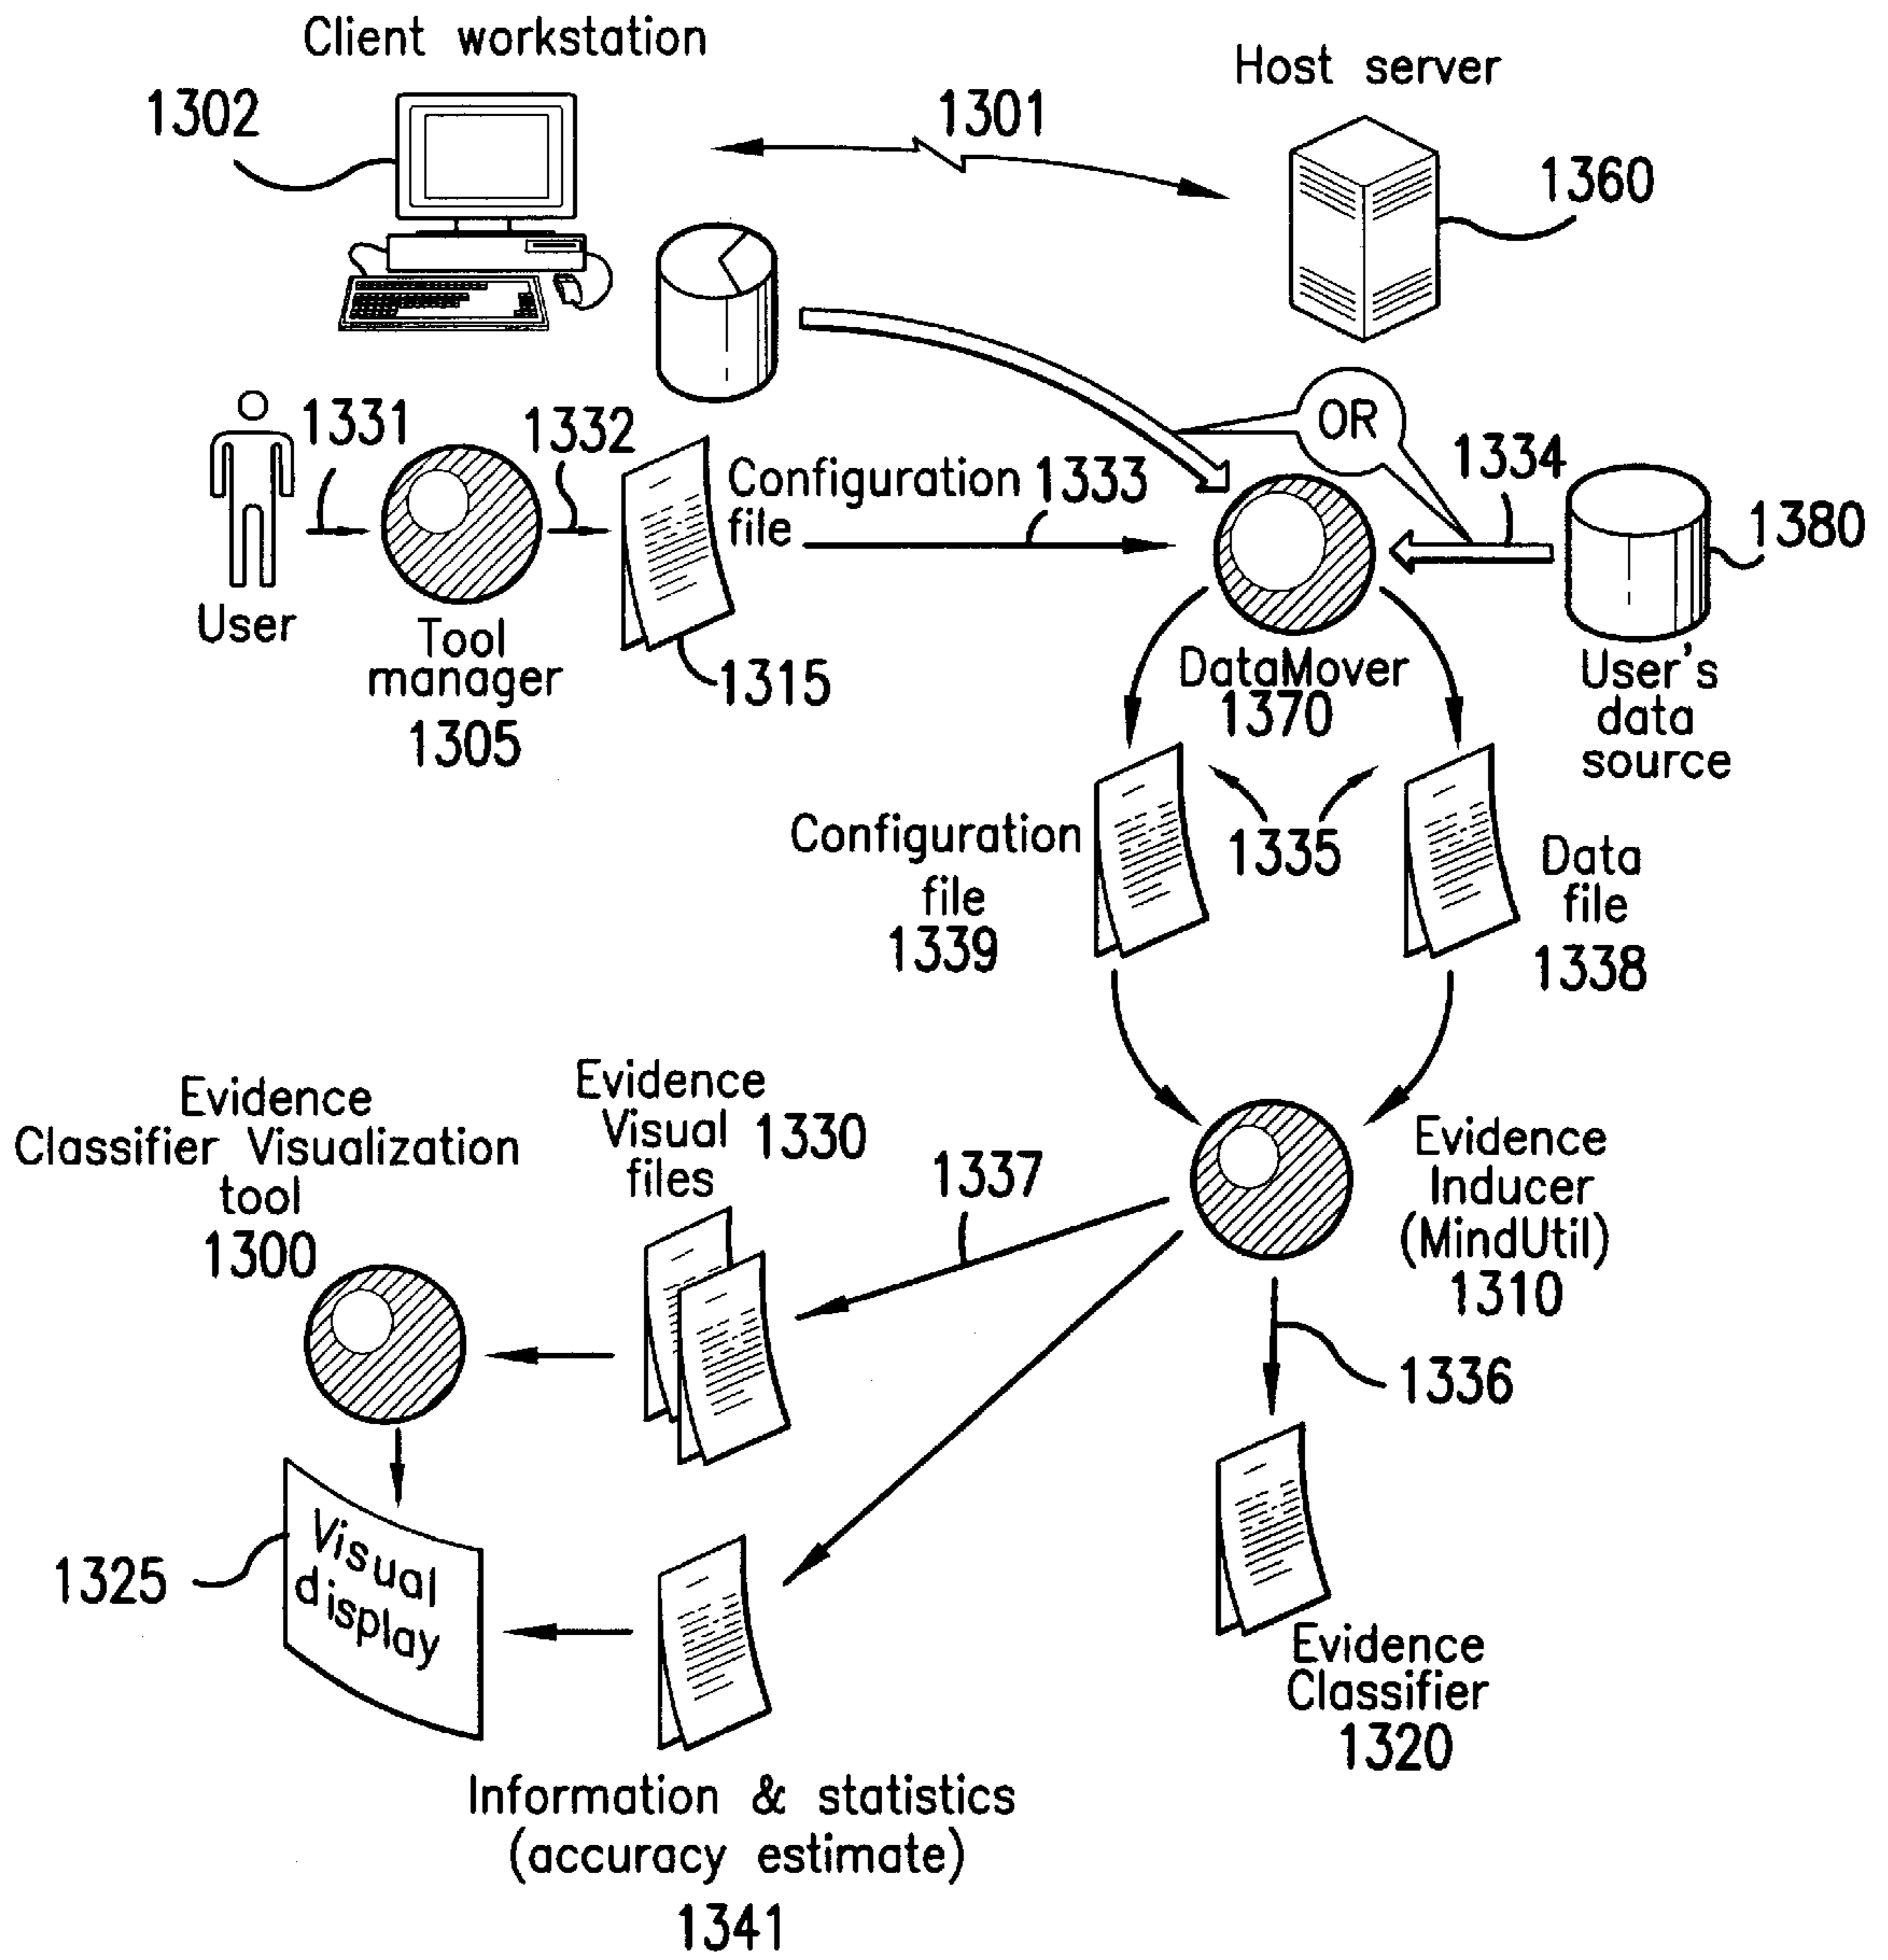 Client workstation
Host server
1302
1301
1360
OR
1331
1332
Configuration
file
1333
1334
1380
User
Tool
manager
1305
1315
DataMover
1370
User's
data
source
Configuration
file
1339
1335
Data
file
1338
Evidence
Classifier Visualization
tool
1300
Evidence
Visual
files
1330
1337
Evidence
Inducer
(MindUtil)
1310
1336
1325
Visual
display
Evidence
Classifier
1320
Information & statistics
(accuracy estimate)
1341